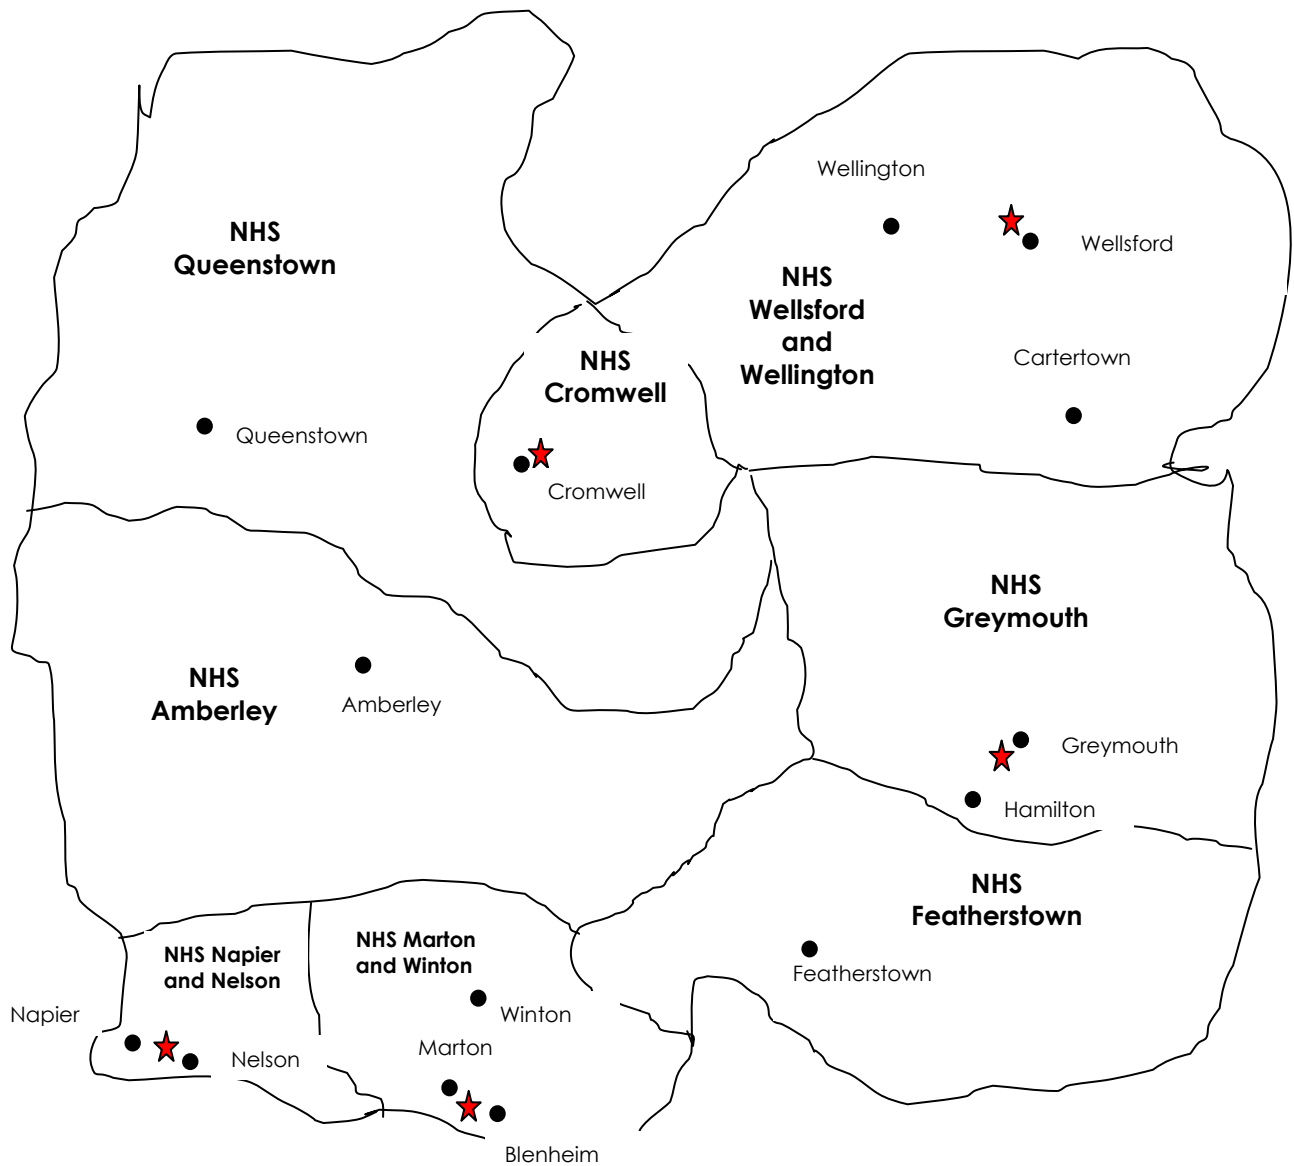 Wellington
NHS
Queenstown
Wellsford
NHS
Wellsford
and
Wellington
NHS
Cromwell
Cartertown
Queenstown
Cromwell
NHS
Greymouth
NHS
Amberley
Amberley
Greymouth
Hamilton
NHS
Featherstown
NHS Napier
and Nelson
NHS Marton
and Winton
Featherstown
Napier
Winton
Nelson
Marton
Blenheim